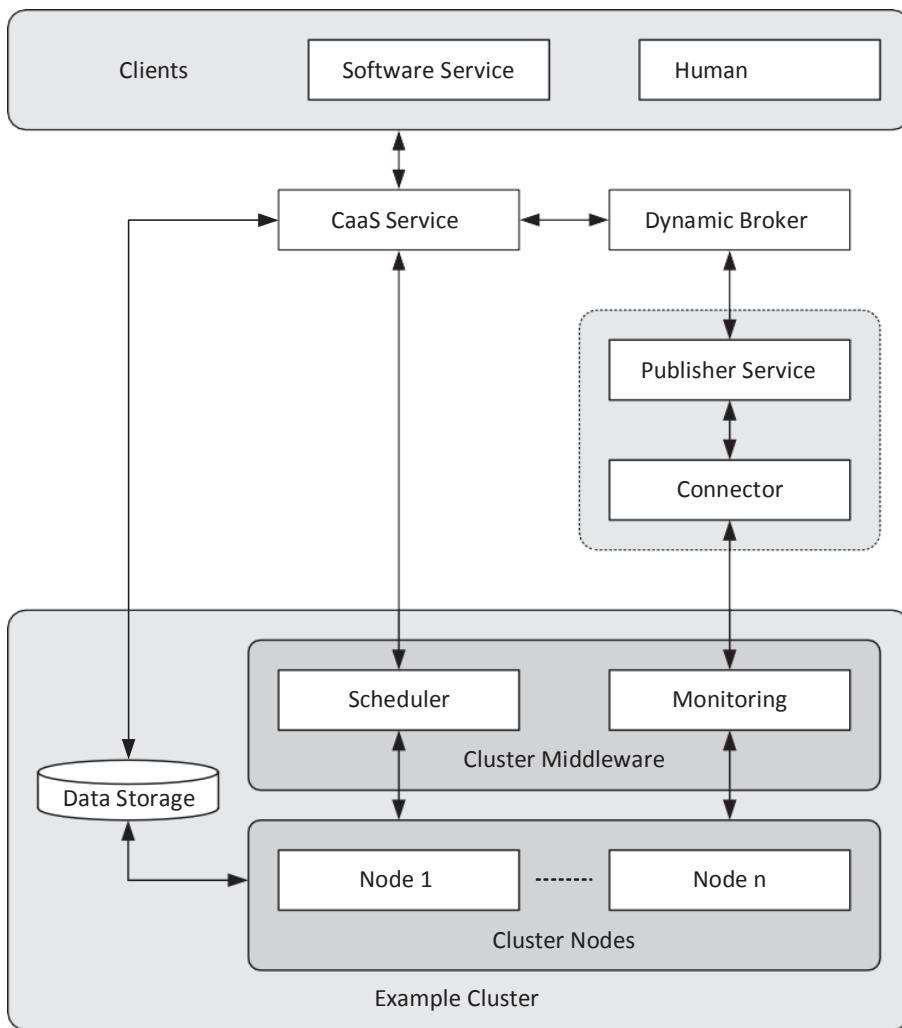 Clients
Software Service
Human
CaaS Service
Dynamic Broker
Publisher Service
Connector
Scheduler
Monitoring
Cluster Middleware
Data Storage
Node 1
Node n
Cluster Nodes
Example Cluster